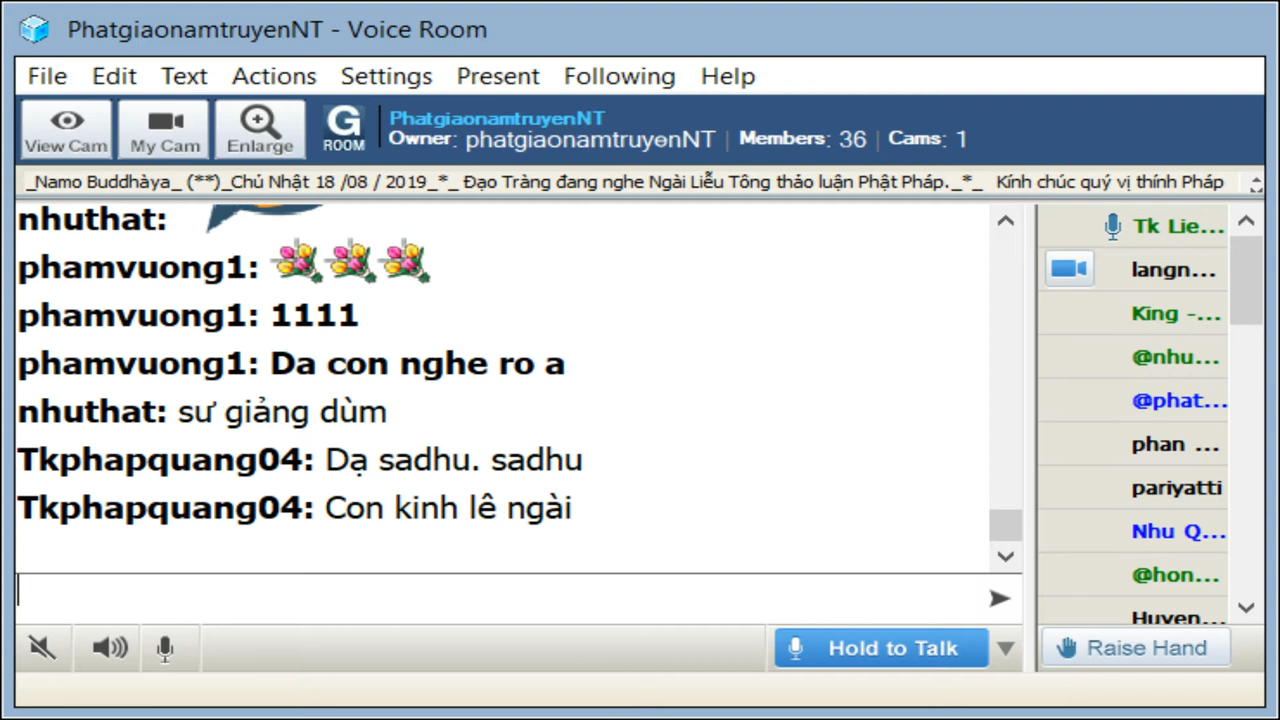 PhatgiaonamtruyenNT - Voice Room
File Edit Text Actions Settings Present Following Help
View Cam My Cam Enlarge G ROOM
PhatgiaonamtruyenNT
Owner: phatgiaonamtruyenNT | Members: 36 | Cams: 1
_Namo Buddhàya_ (**)_Chủ Nhật 18 /08 / 2019_*_ Đạo Tràng đang nghe Ngài Liễu Tông thảo luận Phật Pháp._*_ Kính chúc quý vị thính Pháp
nhuthat:
phamvuong1:
phamvuong1: 1111
phamvuong1: Da con nghe ro a
nhuthat: sư giảng dùm
Tkphapquang04: Dạ sadhu. sadhu
Tkphapquang04: Con kinh lê ngài
Tk Lie...
langn...
King -...
@nhu...
@phat...
phan ...
pariyatti
Nhu Q...
@hon...
Huyen...
Hold to Talk
Raise Hand